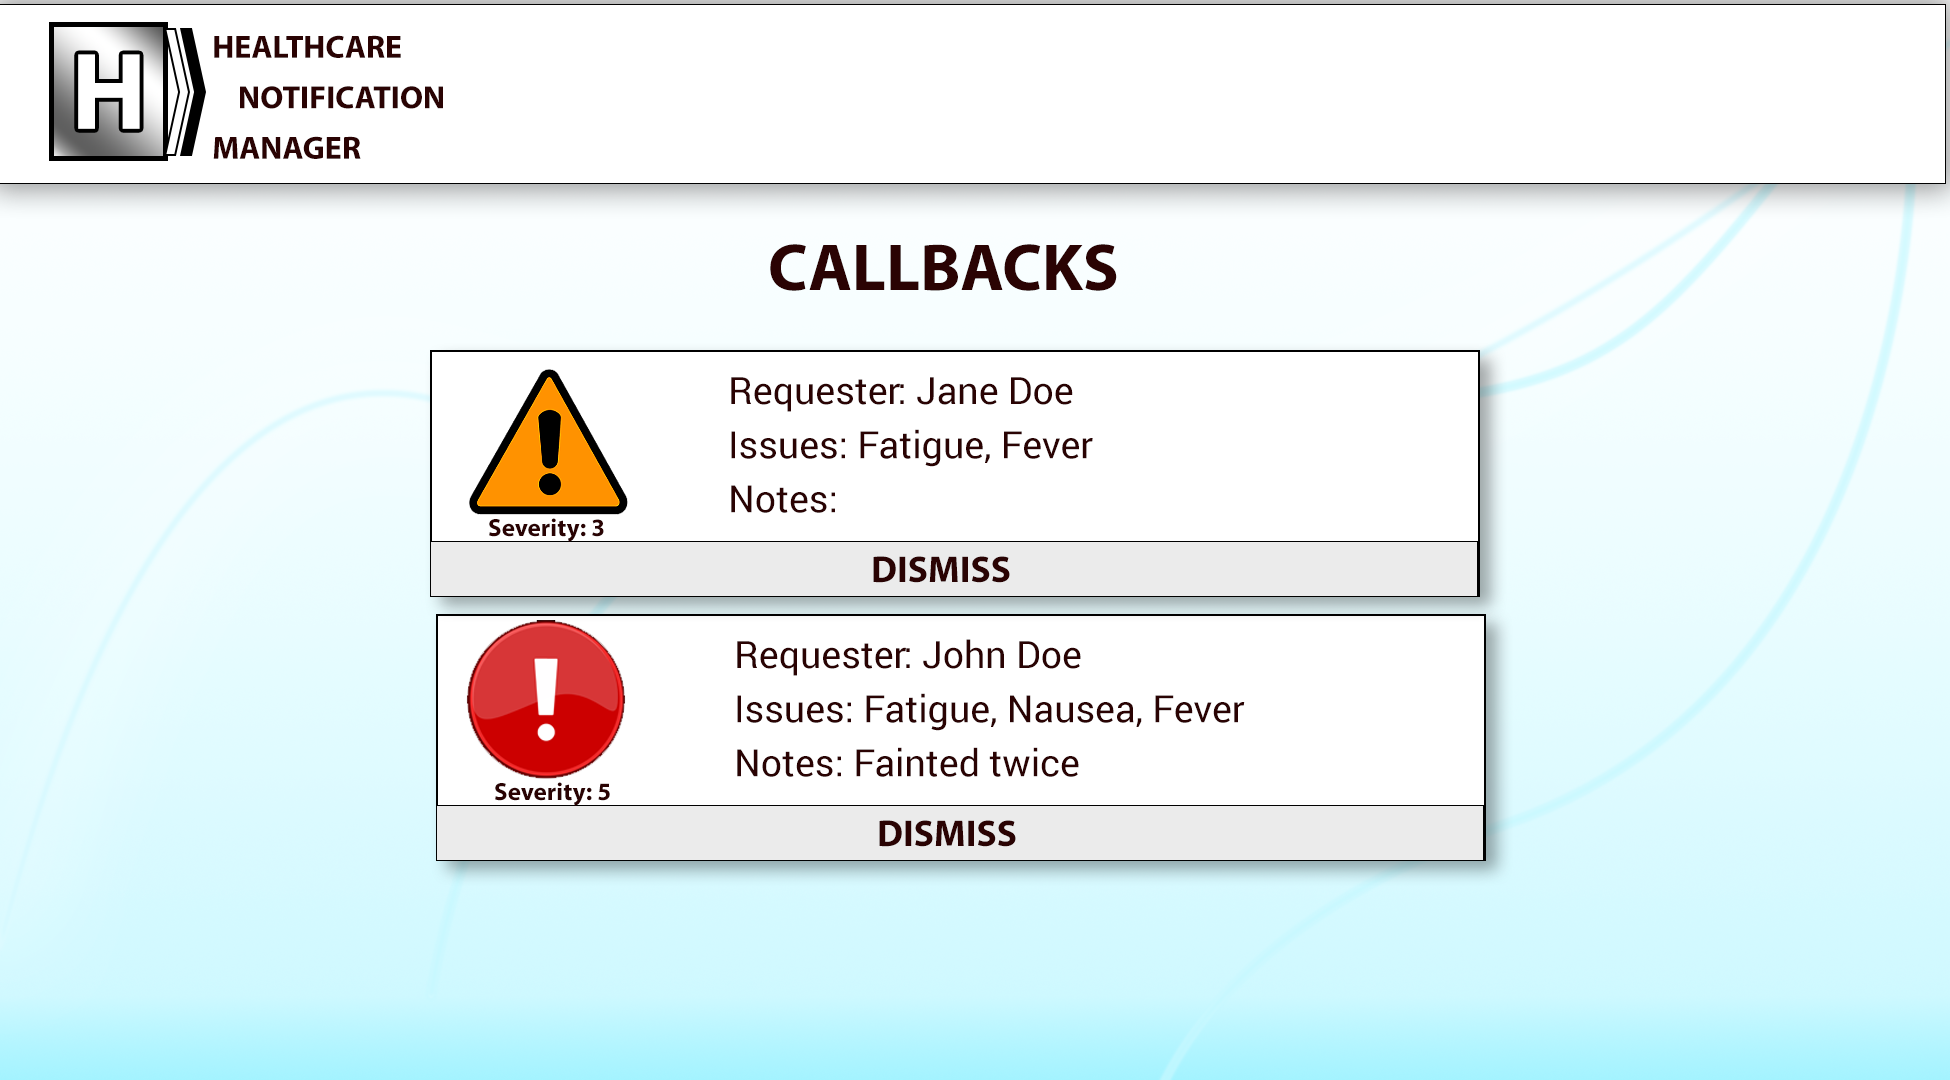 H
HEALTHCARE
NOTIFICATION
MANAGER
CALLBACKS
Requester: Jane Doe
Issues: Fatigue, Fever
Notes:
Severity: 3
DISMISS
Requester: John Doe
Issues: Fatigue, Nausea, Fever
Notes: Fainted twice
Severity: 5
DISMISS